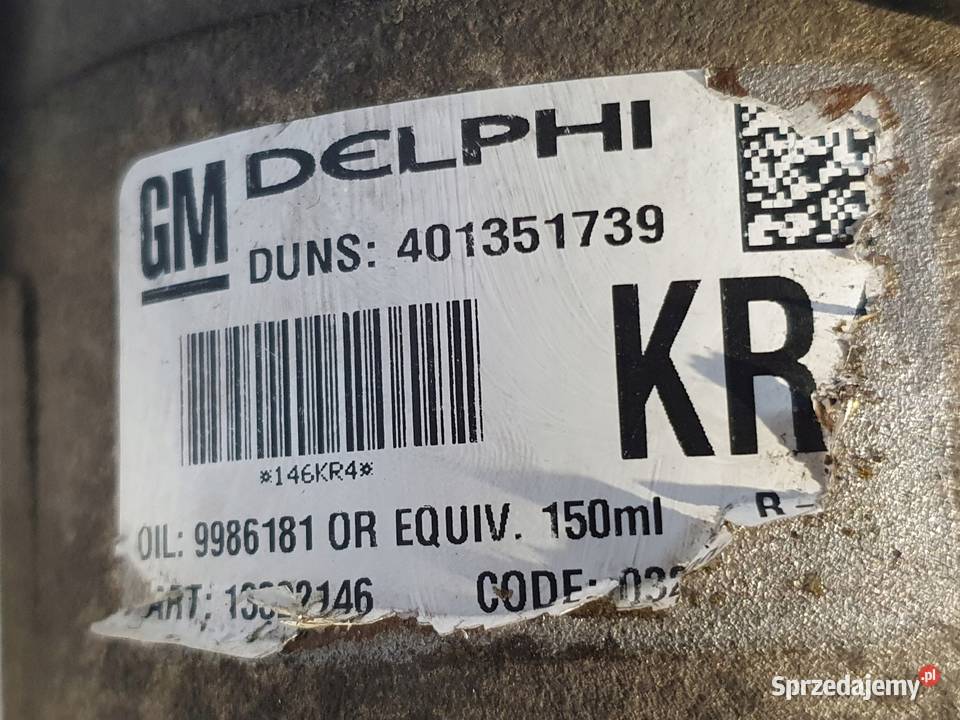 GM DELPHI
DUNS: 401351739
KR
*146KR4*
OIL: 9986181 OR EQUIV. 150ml
R -
CODE:
Sprzedajemy.pl